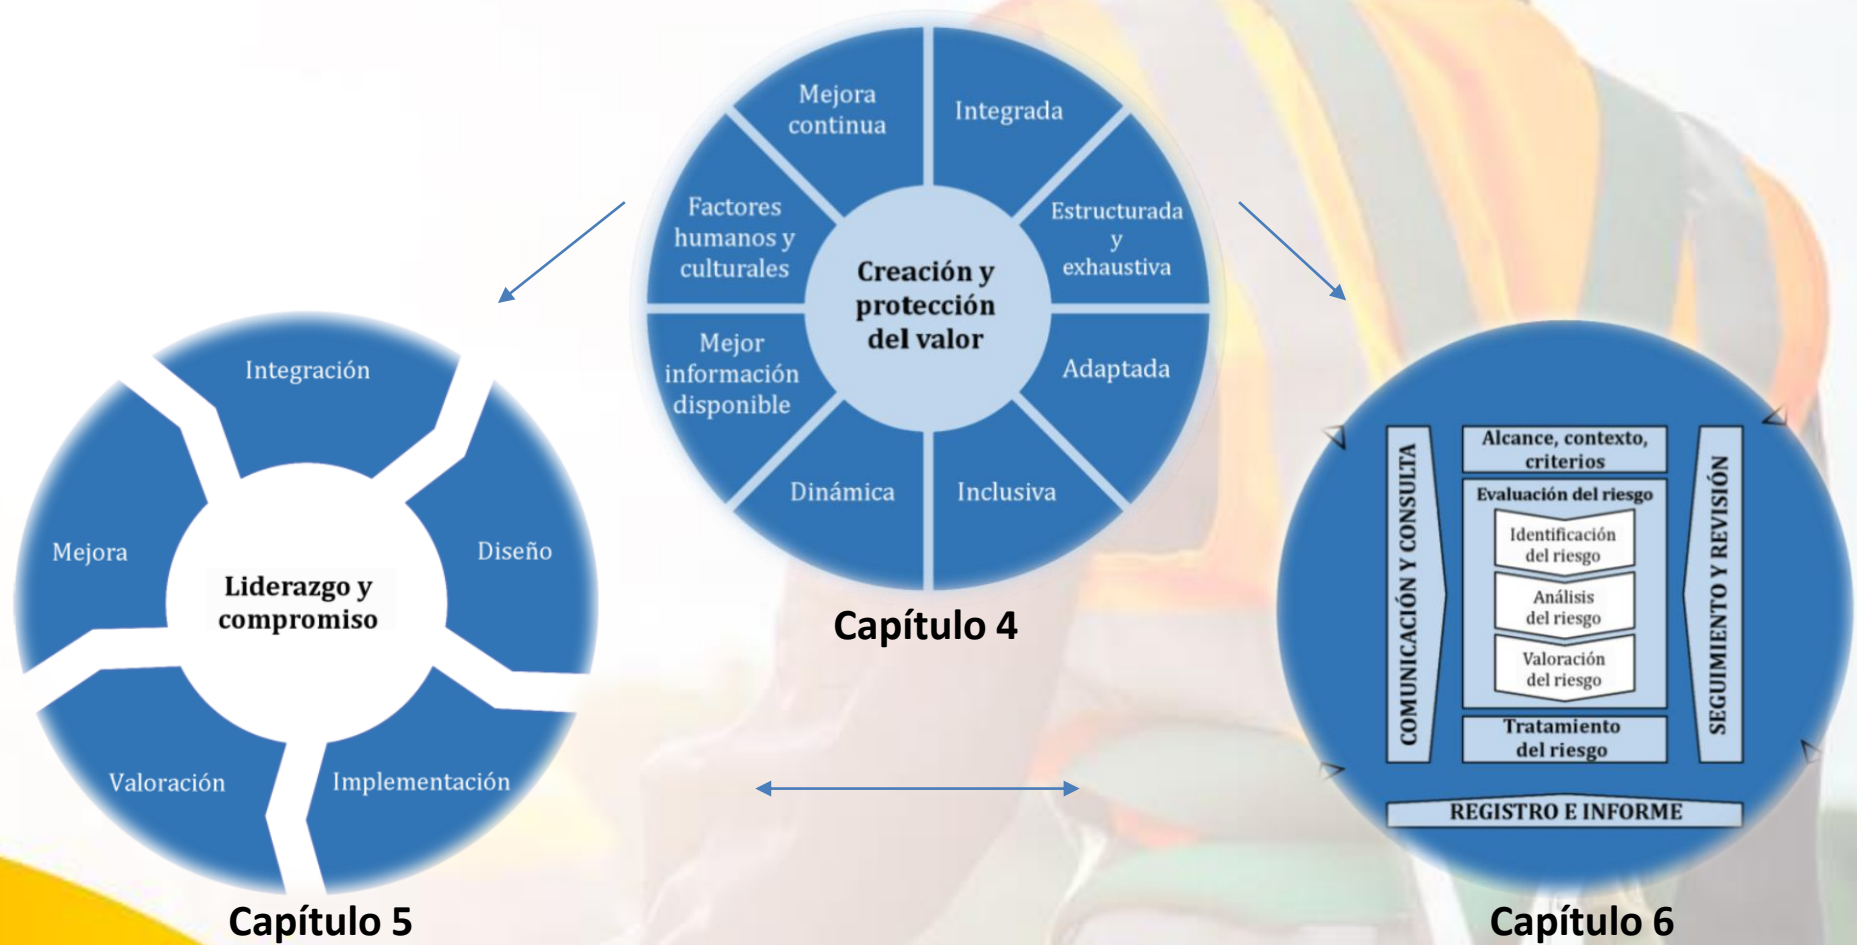 Mejora
continua
Integrada
Estructurada
y
exhaustiva
Adaptada
Inclusiva
Dinámica
Mejor
información
disponible
Factores
humanos y
culturales
Creación y
protección
del valor
Capítulo 4
Integración
Diseño
Implementación
Valoración
Mejora
Liderazgo y
compromiso
Capítulo 5
COMUNICACIÓN Y CONSULTA
Alcance, contexto,
criterios
Evaluación del riesgo
Identificación
del riesgo
Análisis
del riesgo
Valoración
del riesgo
Tratamiento
del riesgo
SEGUIMIENTO Y REVISIÓN
REGISTRO E INFORME
Capítulo 6